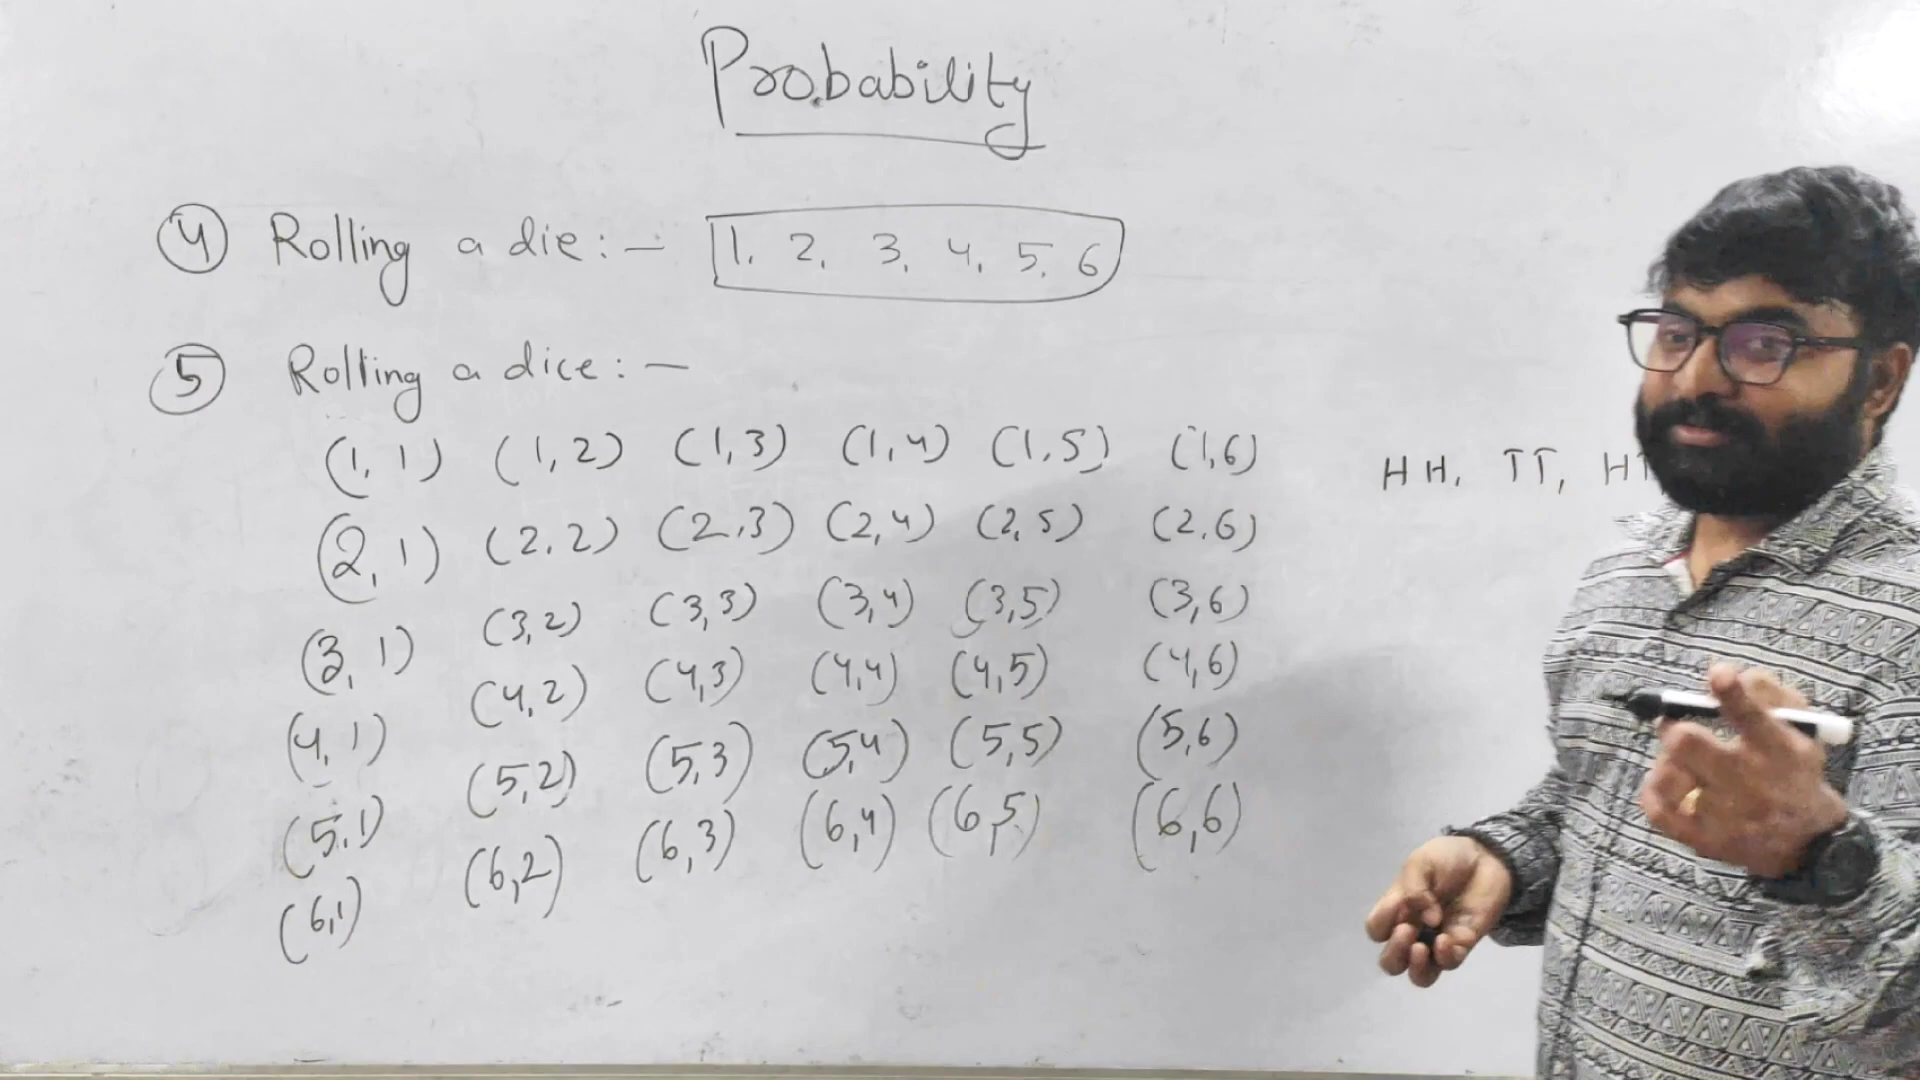 Probability
④ Rolling a die :- 1, 2, 3, 4, 5, 6
⑤ Rolling a dice :-
(1, 1) (1, 2) (1, 3) (1, 4) (1, 5) (1, 6)
HH, TT, HT
(2, 1) (2, 2) (2, 3) (2, 4) (2, 5) (2, 6)
(3, 1) (3, 2) (3, 3) (3, 4) (3, 5) (3, 6)
(4, 1) (4, 2) (4, 3) (4, 4) (4, 5) (4, 6)
(5, 1) (5, 2) (5, 3) (5, 4) (5, 5) (5, 6)
(6, 1) (6, 2) (6, 3) (6, 4) (6, 5) (6, 6)